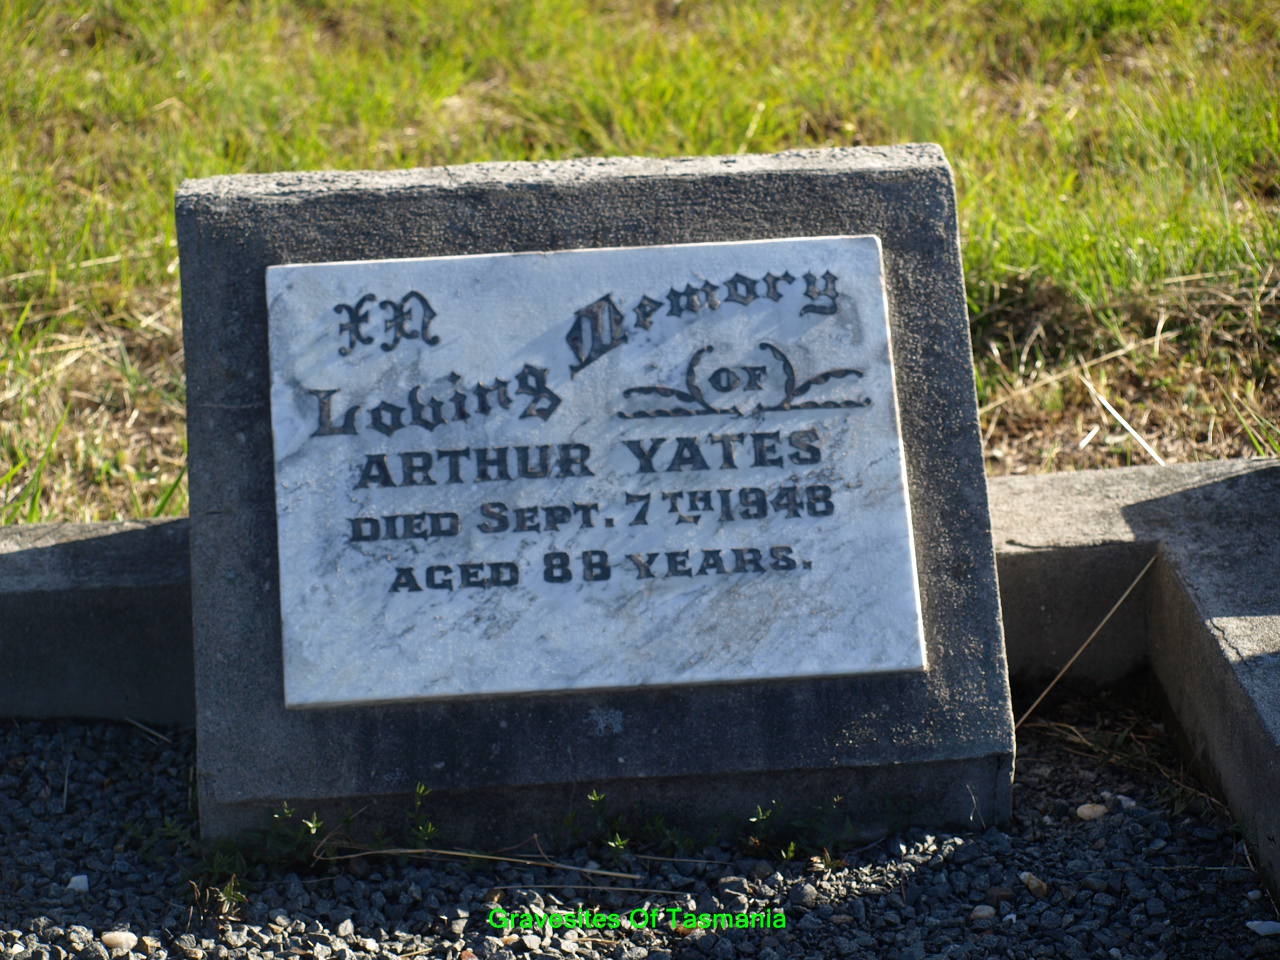 In
Loving Memory
OF
ARTHUR YATES
DIED SEPT. 7TH 1948
AGED 88 YEARS.
Gravesites Of Tasmania